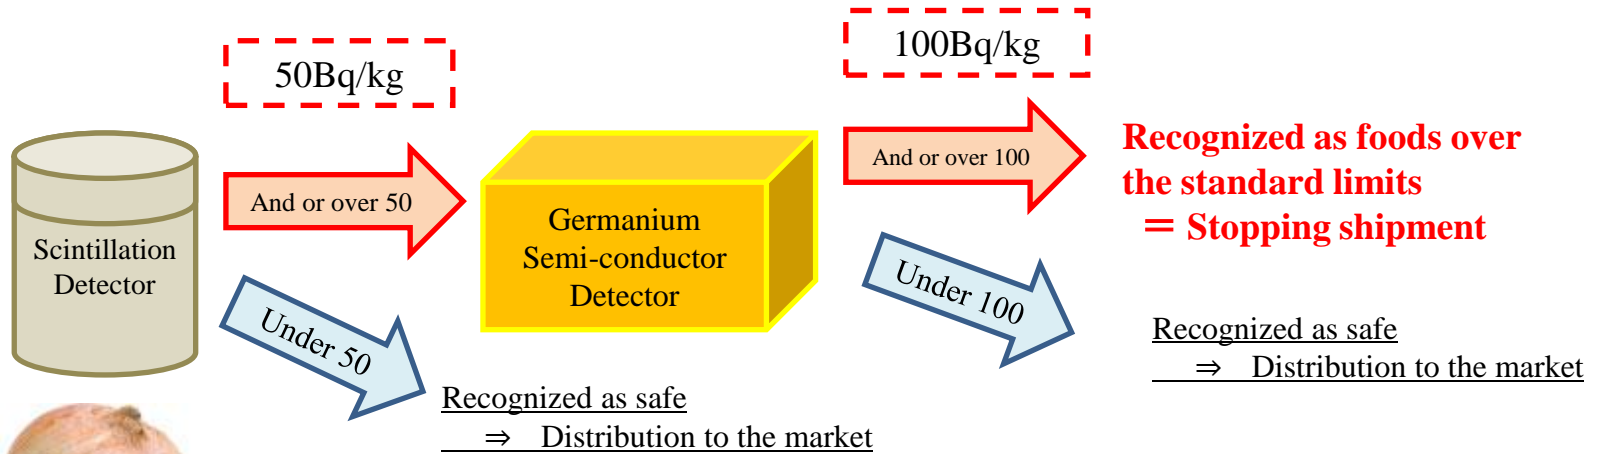 50Bq/kg
100Bq/kg
Scintillation
Detector
And or over 50
Under 50
Recognized as safe
⇒ Distribution to the market
Germanium
Semi-conductor
Detector
And or over 100
Under 100
Recognized as foods over
the standard limits
＝ Stopping shipment
Recognized as safe
⇒ Distribution to the market